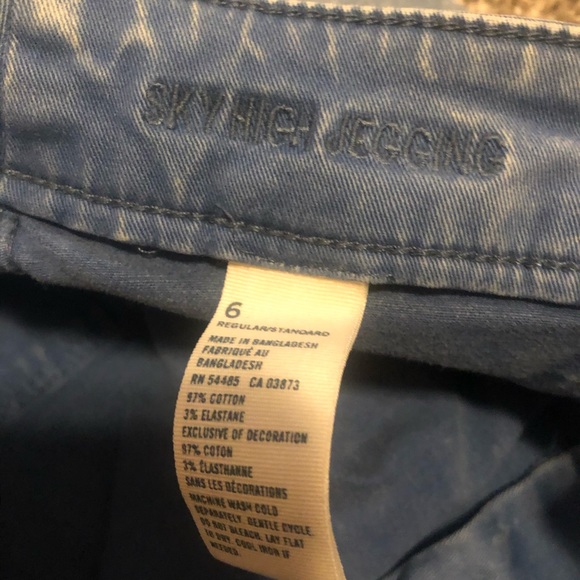 SKY HIGH JEGGING
6
REGULAR/STANDARD
MADE IN BANGLADESH
FABRIQUÉ AU
BANGLADESH
RN 54485 CA 03873
97% COTTON
3% ELASTANE
EXCLUSIVE OF DECORATION
97% COTON
3% ÉLASTHANNE
SANS LES DÉCORATIONS
MACHINE WASH COLD
SEPARATELY. GENTLE CYCLE.
DO NOT BLEACH. LAY FLAT
TO DRY. COOL IRON IF
NEEDED.